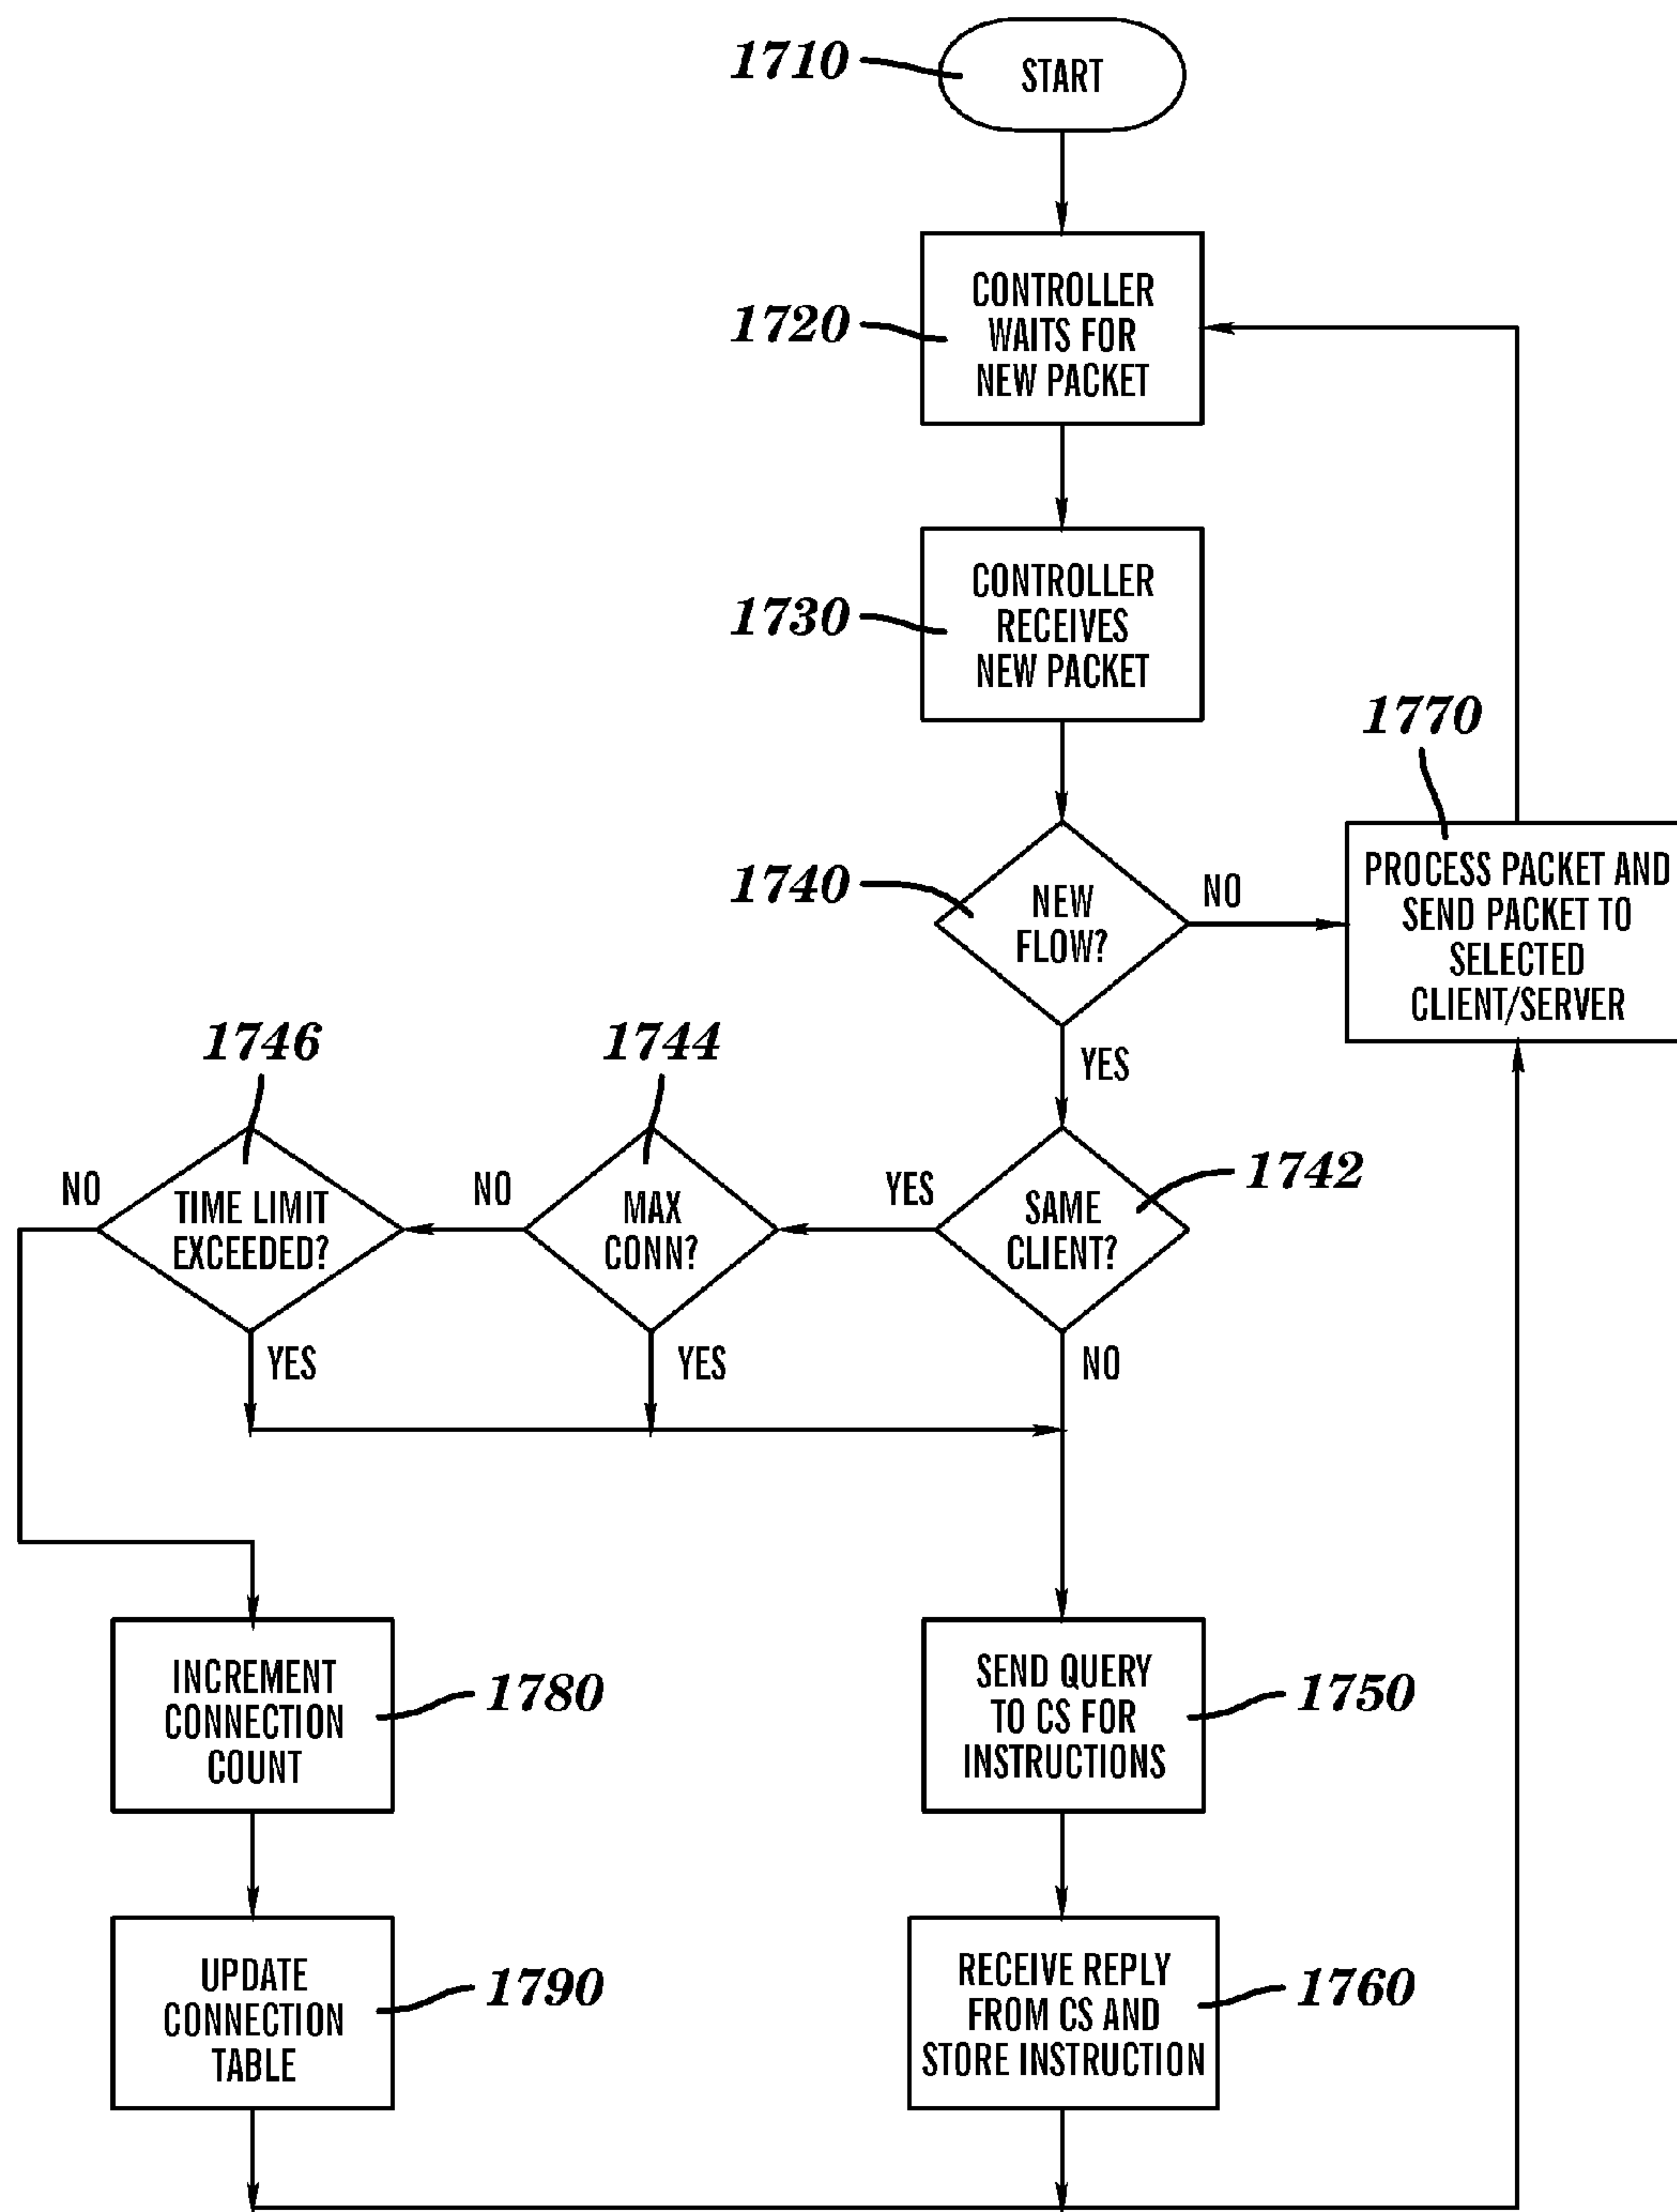 1710
START
1720
CONTROLLER
WAITS FOR
NEW PACKET
1730
CONTROLLER
RECEIVES
NEW PACKET
1770
PROCESS PACKET AND
SEND PACKET TO
SELECTED
CLIENT/SERVER
1740
NEW
FLOW?
NO
YES
1746
1744
1742
NO
TIME LIMIT
EXCEEDED?
NO
MAX
CONN?
YES
SAME
CLIENT?
YES
YES
NO
INCREMENT
CONNECTION
COUNT
1780
SEND QUERY
TO CS FOR
INSTRUCTIONS
1750
UPDATE
CONNECTION
TABLE
1790
RECEIVE REPLY
FROM CS AND
STORE INSTRUCTION
1760